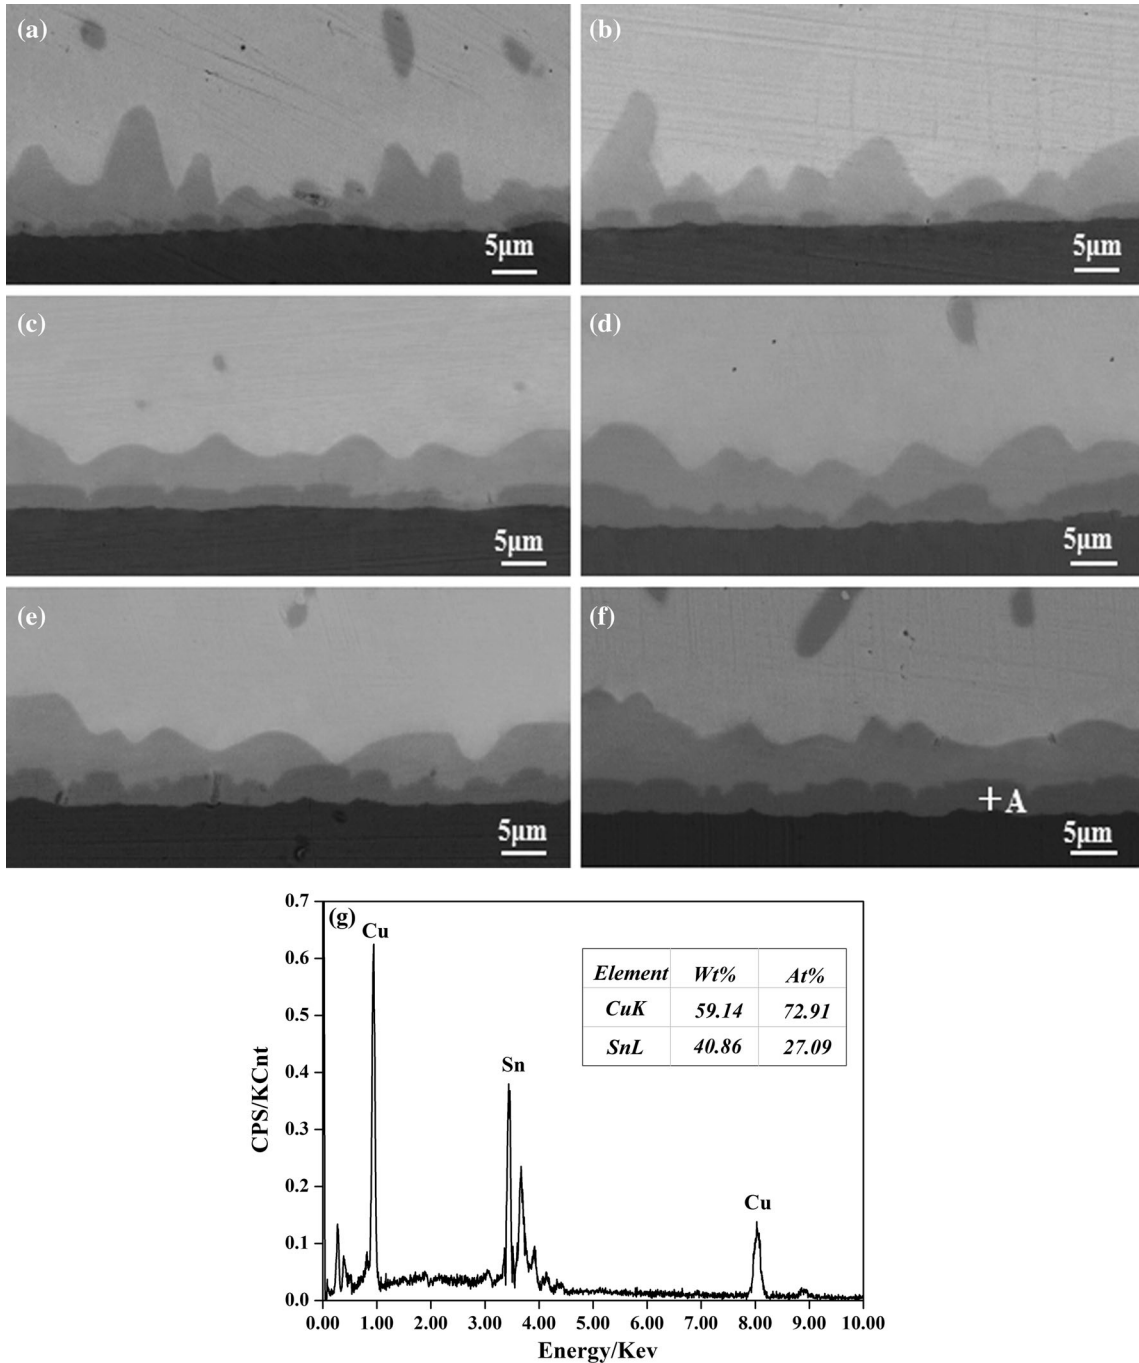 (a)
(b)
5μm
5μm
(c)
(d)
5μm
5μm
(e)
(f)
A
5μm
5μm
(g)
0.7
0.6
0.5
0.4
0.3
0.2
0.1
0.0
CPS/KCnt
Cu
Sn
Cu
Element Wt% At%
CuK 59.14 72.91
SnL 40.86 27.09
0.00 1.00 2.00 3.00 4.00 5.00 6.00 7.00 8.00 9.00 10.00
Energy/Kev